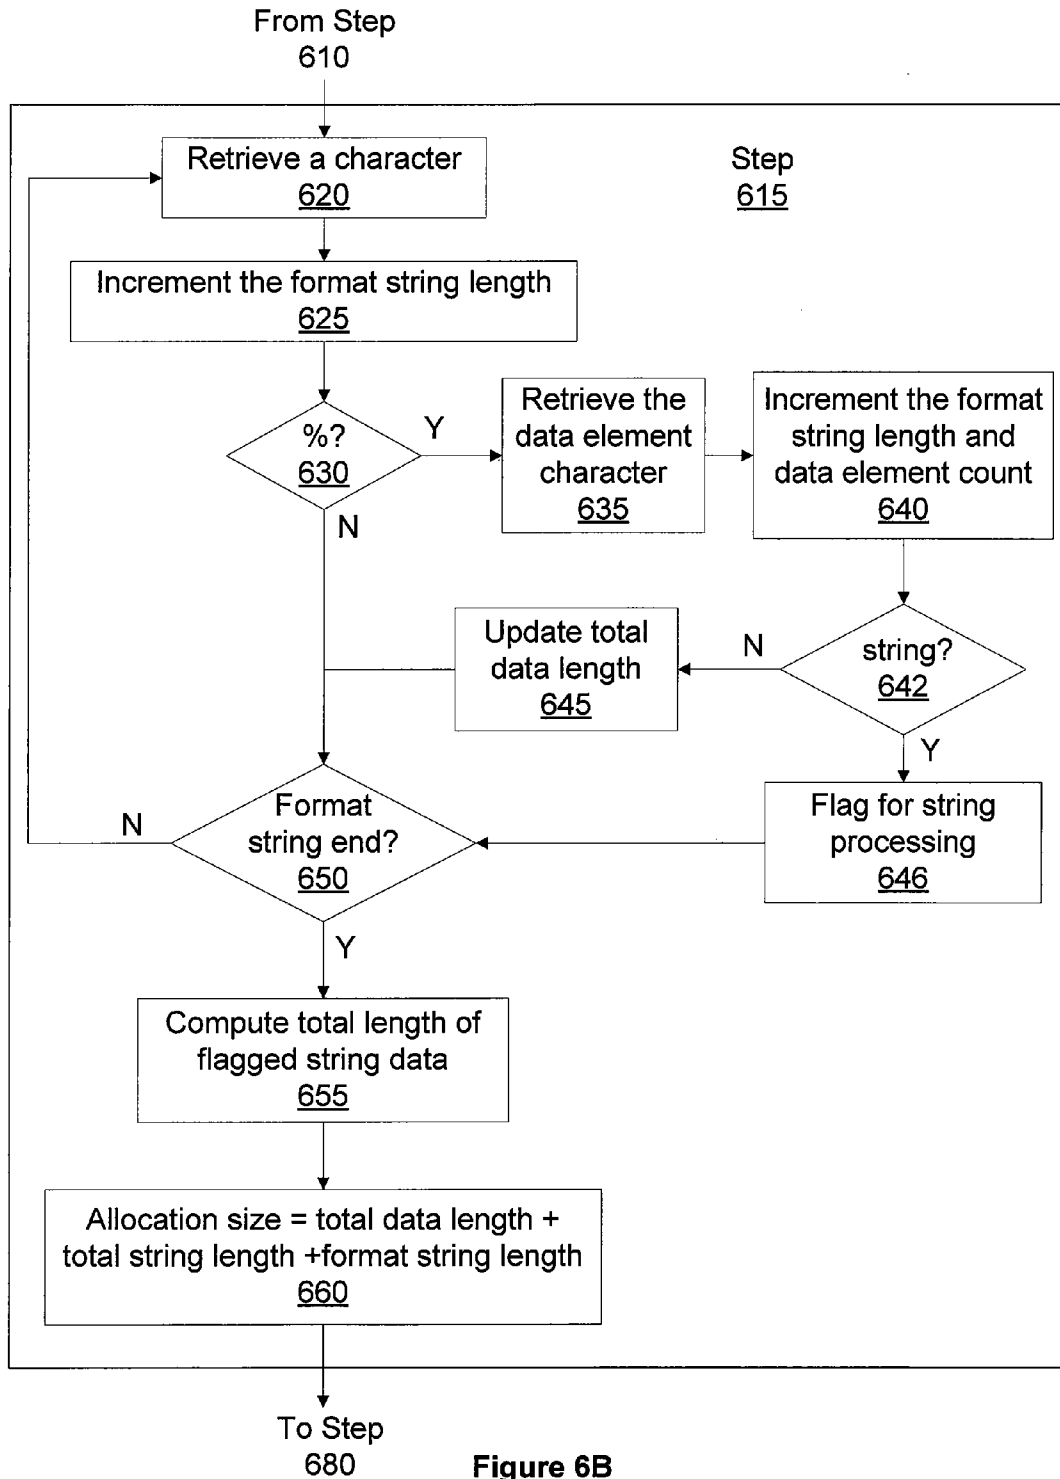 From Step
610
Retrieve a character
620
Step
615
Increment the format string length
625
%?
630
Y
N
Retrieve the
data element
character
635
Increment the format
string length and
data element count
640
string?
642
N
Y
Update total
data length
645
Flag for string
processing
646
Format
string end?
650
N
Y
Compute total length of
flagged string data
655
Allocation size = total data length +
total string length +format string length
660
To Step
680
Figure 6B